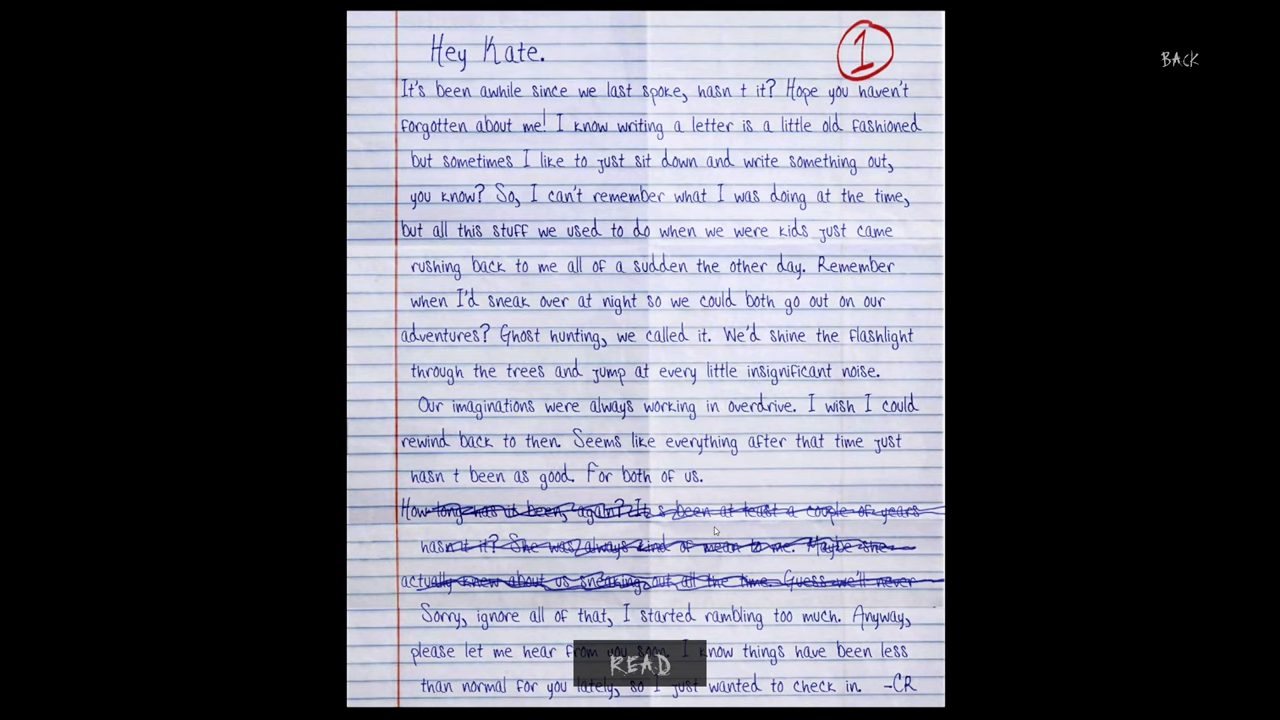 Hey Kate.
1
BACK
It's been awhile since we last spoke, hasn t it? Hope you haven't
forgotten about me! I know writing a letter is a little old fashioned
but sometimes I like to just sit down and write something out,
you know? So, I can't remember what I was doing at the time,
but all this stuff we used to do when we were kids just came
rushing back to me all of a sudden the other day. Remember
when I'd sneak over at night so we could both go out on our
adventures? Ghost hunting, we called it. We'd shine the flashlight
through the trees and jump at every little insignificant noise.
Our imaginations were always working in overdrive. I wish I could
rewind back to then. Seems like everything after that time just
hasn t been as good. For both of us.
How long has it been, again? It s been at least a couple of years
hasn t it? She was always kind of mean to me. Maybe she
actually knew about us sneaking out all the time. Guess we'll never
Sorry, ignore all of that, I started rambling too much. Anyway,
please let me hear from you soon. I know things have been less
READ
than normal for you lately, so I just wanted to check in. -CR